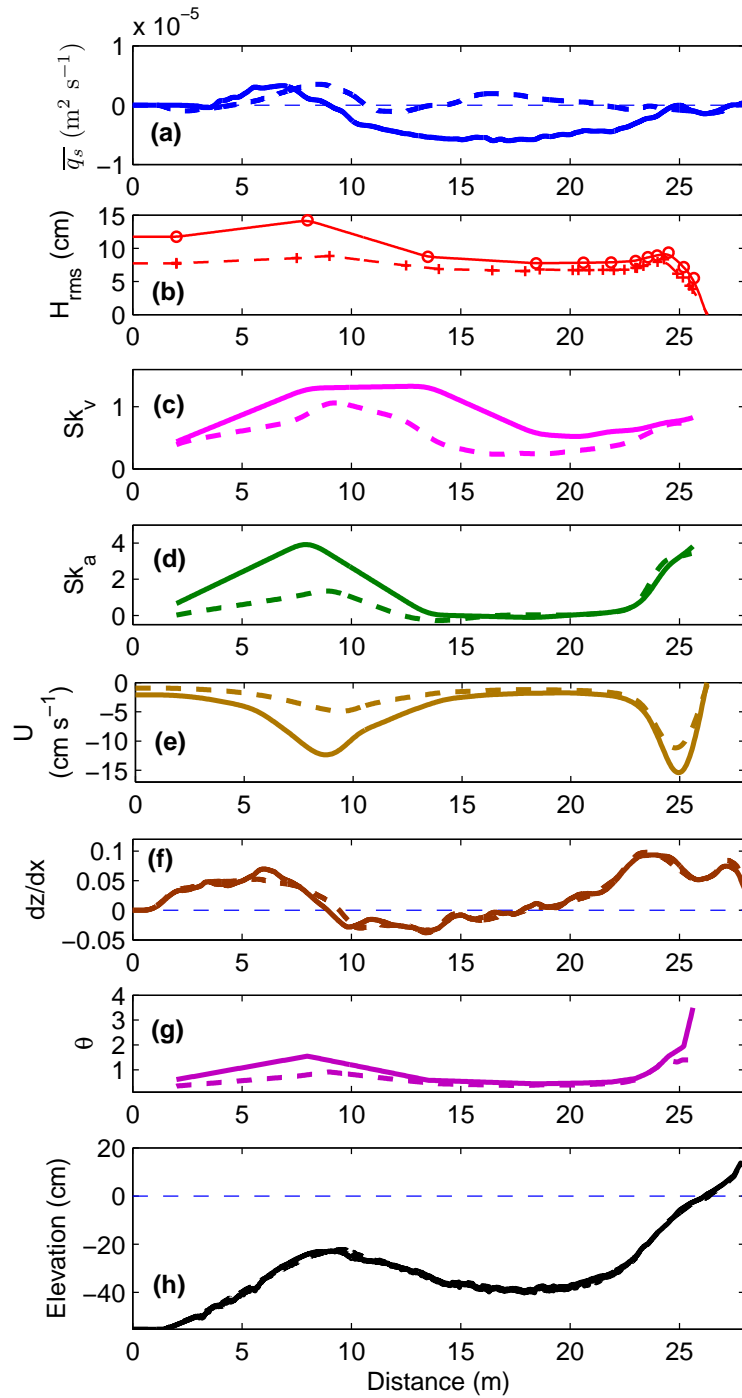 x 10⁻⁵
1
0
−1
q̅ₛ (m² s⁻¹)
(a)
0 5 10 15 20 25
15
10
5
0
H_rms (cm)
(b)
0 5 10 15 20 25
1
0
Sk_v
(c)
0 5 10 15 20 25
4
2
0
Sk_a
(d)
0 5 10 15 20 25
0
−5
−10
−15
U
(cm s⁻¹)
(e)
0 5 10 15 20 25
0.1
0.05
0
−0.05
dz/dx
(f)
0 5 10 15 20 25
4
3
2
1
θ
(g)
0 5 10 15 20 25
20
0
−20
−40
Elevation (cm)
(h)
0 5 10 15 20 25
Distance (m)